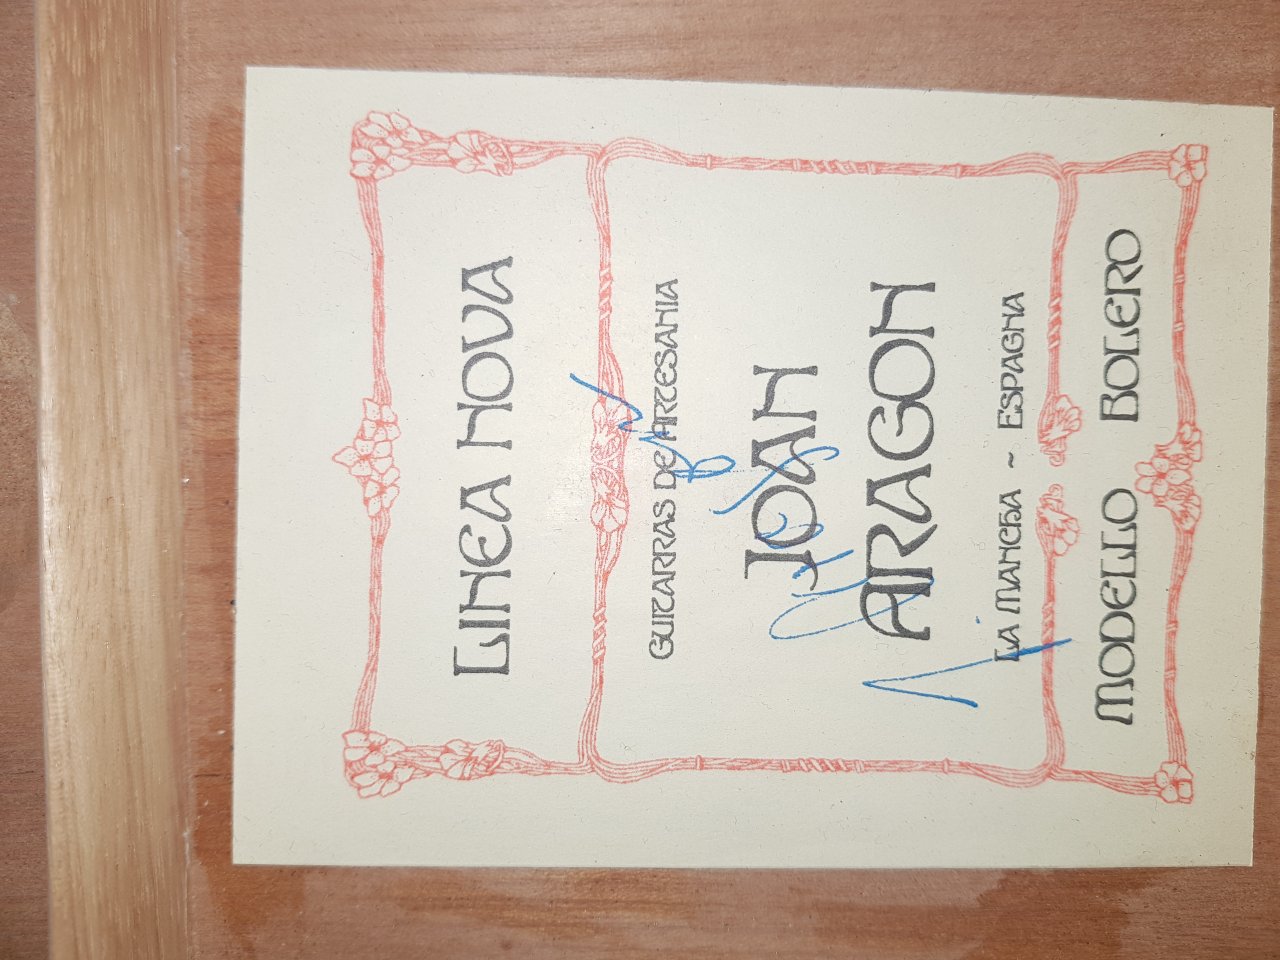 LINEA NOVA
GUITARRAS DE ARTESANIA
JOAN
ARAGON
LA MANCHA ~ ESPAGNA
MODELLO BOLERO